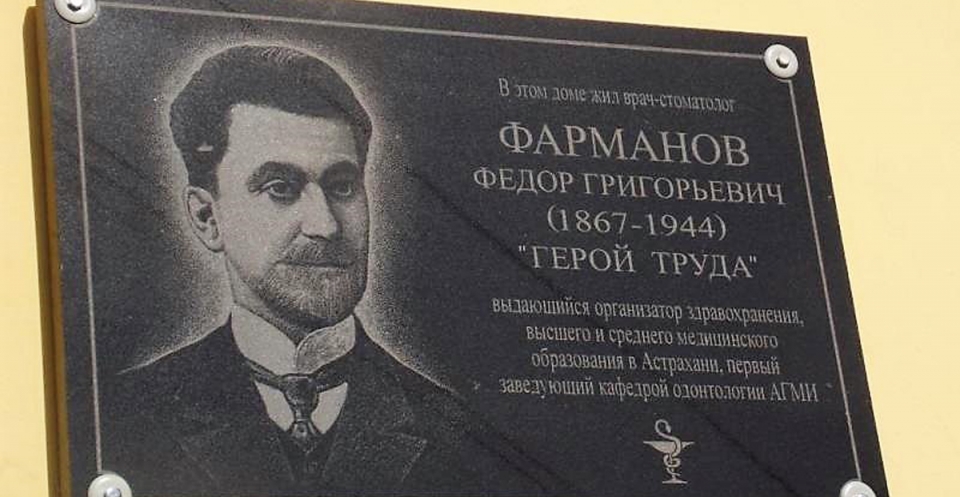 В этом доме жил врач-стоматолог
ФАРМАНОВ
ФЕДОР ГРИГОРЬЕВИЧ
(1867-1944)
"ГЕРОЙ ТРУДА"
выдающийся организатор здравохранения,
высшего и среднего медицинского
образования в Астрахани, первый
заведующий кафедрой одонтологии АГМИ